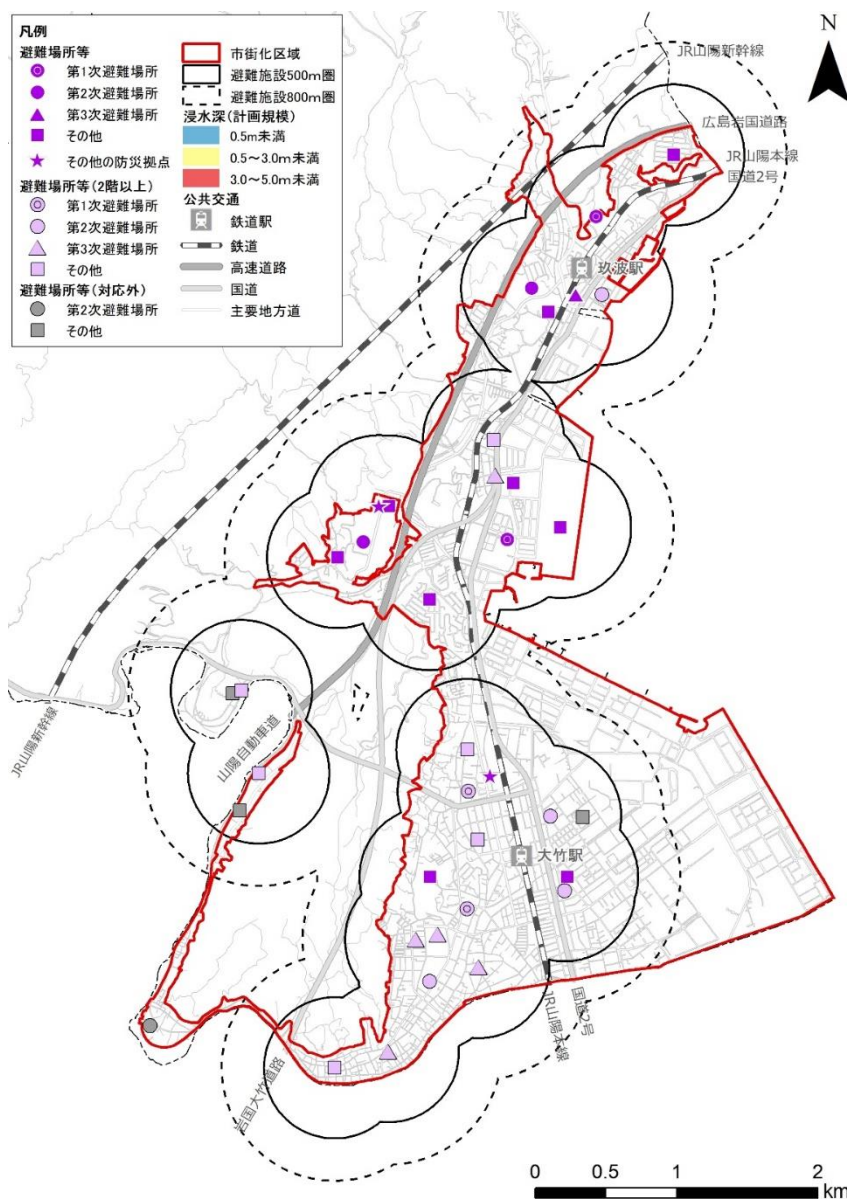 凡例
避難場所等
第1次避難場所
第2次避難場所
第3次避難場所
その他
その他の防災拠点
避難場所等(2階以上)
第1次避難場所
第2次避難場所
第3次避難場所
その他
避難場所等(対応外)
第2次避難場所
その他
市街化区域
避難施設500m圏
避難施設800m圏
浸水深(計画規模)
0.5m未満
0.5~3.0m未満
3.0~5.0m未満
公共交通
鉄道駅
鉄道
高速道路
国道
主要地方道
N
JR山陽新幹線
広島岩国道路
JR山陽本線
国道2号
玖波駅
JR山陽新幹線
山陽自動車道
大竹駅
JR山陽本線
国道2号
岩国大竹道路
0 0.5 1 2
km